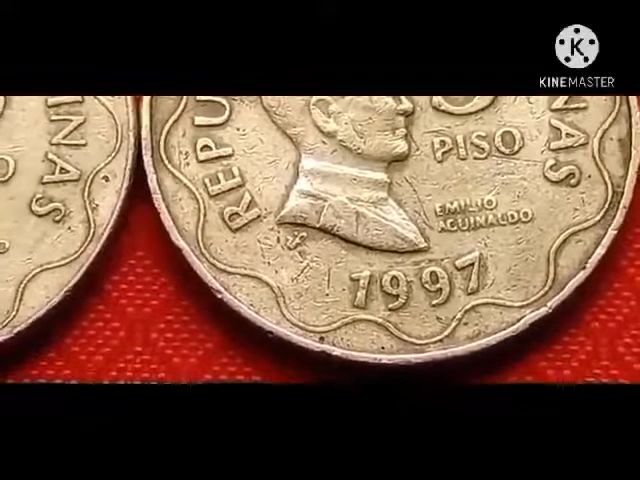 KINEMASTER
INAS
REPU
PISO
NAS
EMILIO
AGUINALDO
1997